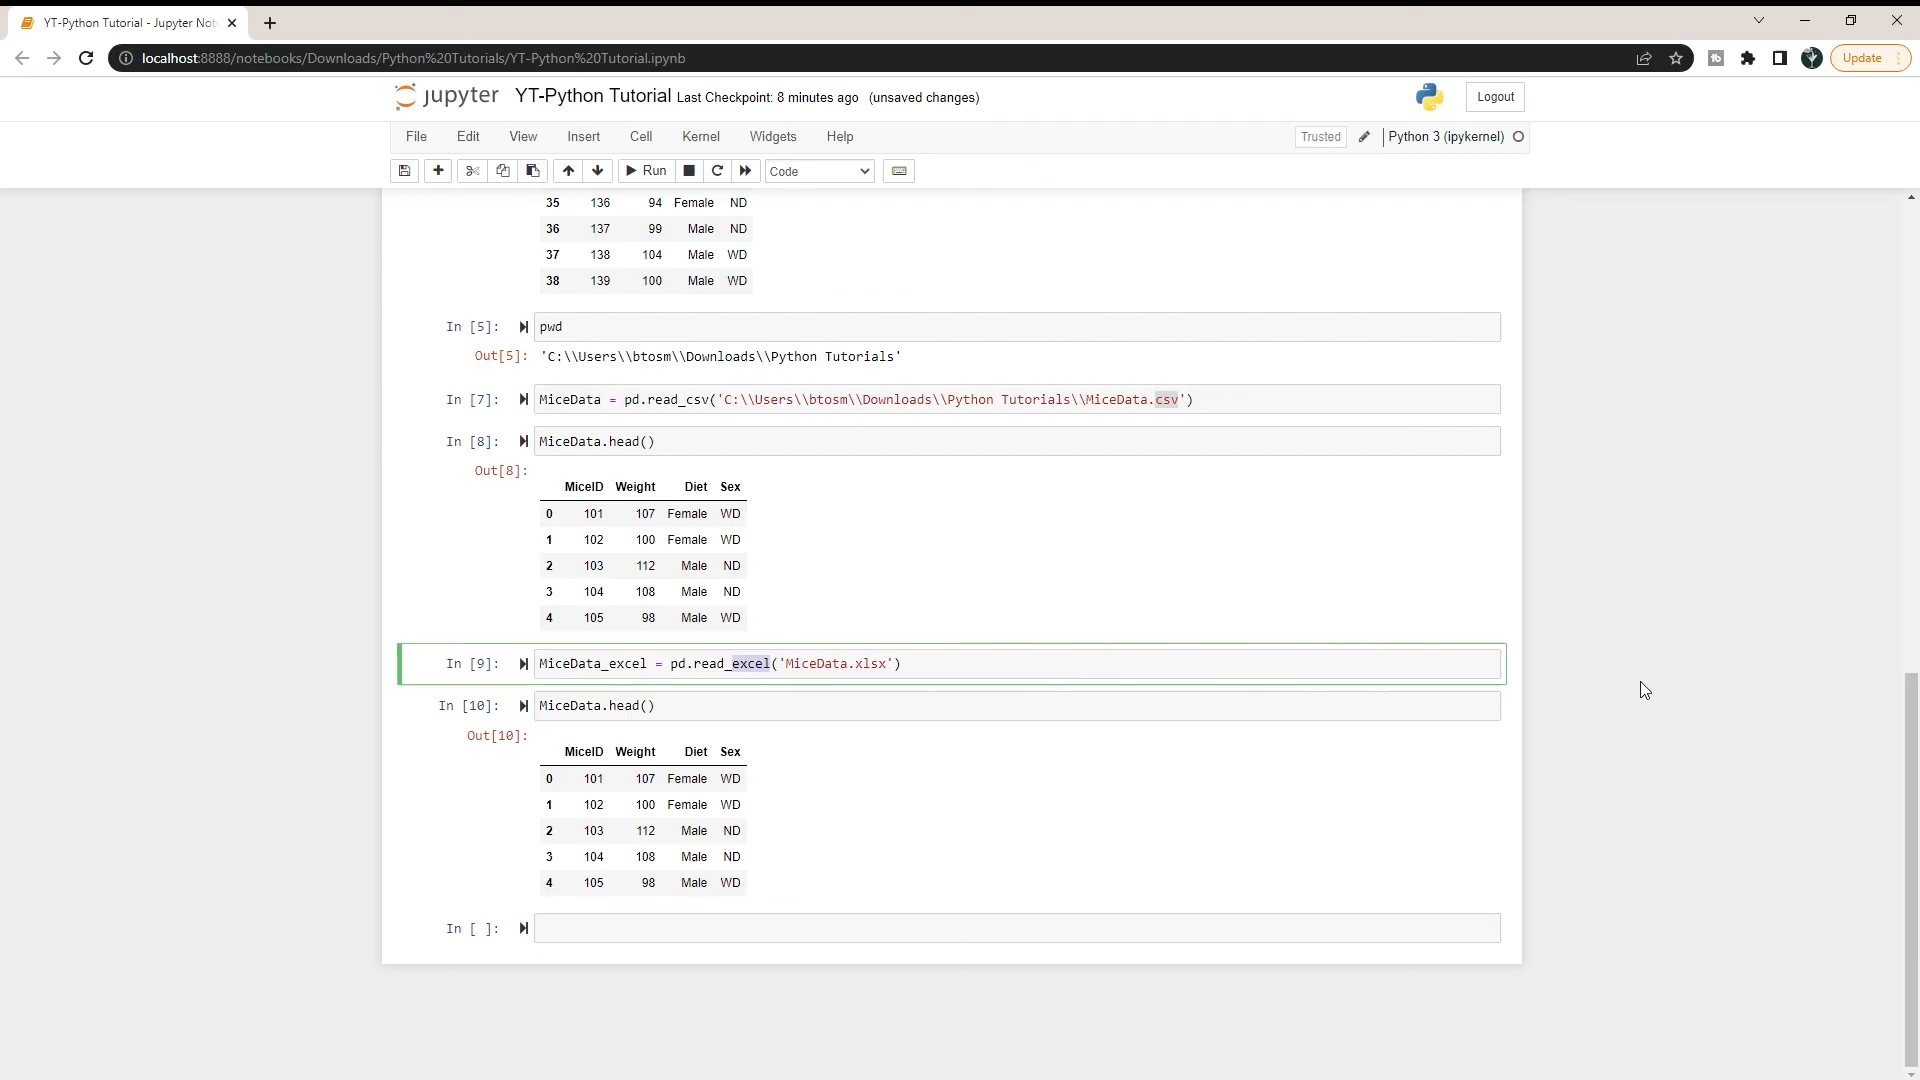 YT-Python Tutorial - Jupyter Not
localhost:8888/notebooks/Downloads/Python%20Tutorials/YT-Python%20Tutorial.ipynb
Update
jupyter YT-Python Tutorial Last Checkpoint: 8 minutes ago (unsaved changes)
Logout
File Edit View Insert Cell Kernel Widgets Help
Trusted Python 3 (ipykernel)
Run Code
35 136 94 Female ND
36 137 99 Male ND
37 138 104 Male WD
38 139 100 Male WD
In [5]: pwd
Out[5]: 'C:\\Users\\btosm\\Downloads\\Python Tutorials'
In [7]: MiceData = pd.read_csv('C:\\Users\\btosm\\Downloads\\Python Tutorials\\MiceData.csv')
In [8]: MiceData.head()
Out[8]:
MiceID Weight Diet Sex
0 101 107 Female WD
1 102 100 Female WD
2 103 112 Male ND
3 104 108 Male ND
4 105 98 Male WD
In [9]: MiceData_excel = pd.read_excel('MiceData.xlsx')
In [10]: MiceData.head()
Out[10]:
MiceID Weight Diet Sex
0 101 107 Female WD
1 102 100 Female WD
2 103 112 Male ND
3 104 108 Male ND
4 105 98 Male WD
In [ ]: